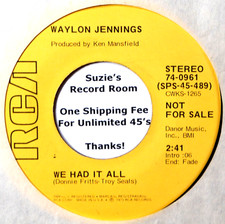 WAYLON JENNINGS
Produced by Ken Mansfield
RCA
STEREO
74-0961
(SPS-45-489)
CWKS-1265
NOT
FOR SALE
Danor Music,
Inc., BMI
2:41
Intro :06
End: Fade
Suzie's
Record Room
One Shipping Fee
For Unlimited 45's
Thanks!
WE HAD IT ALL
(Donnie Fritts-Troy Seals)